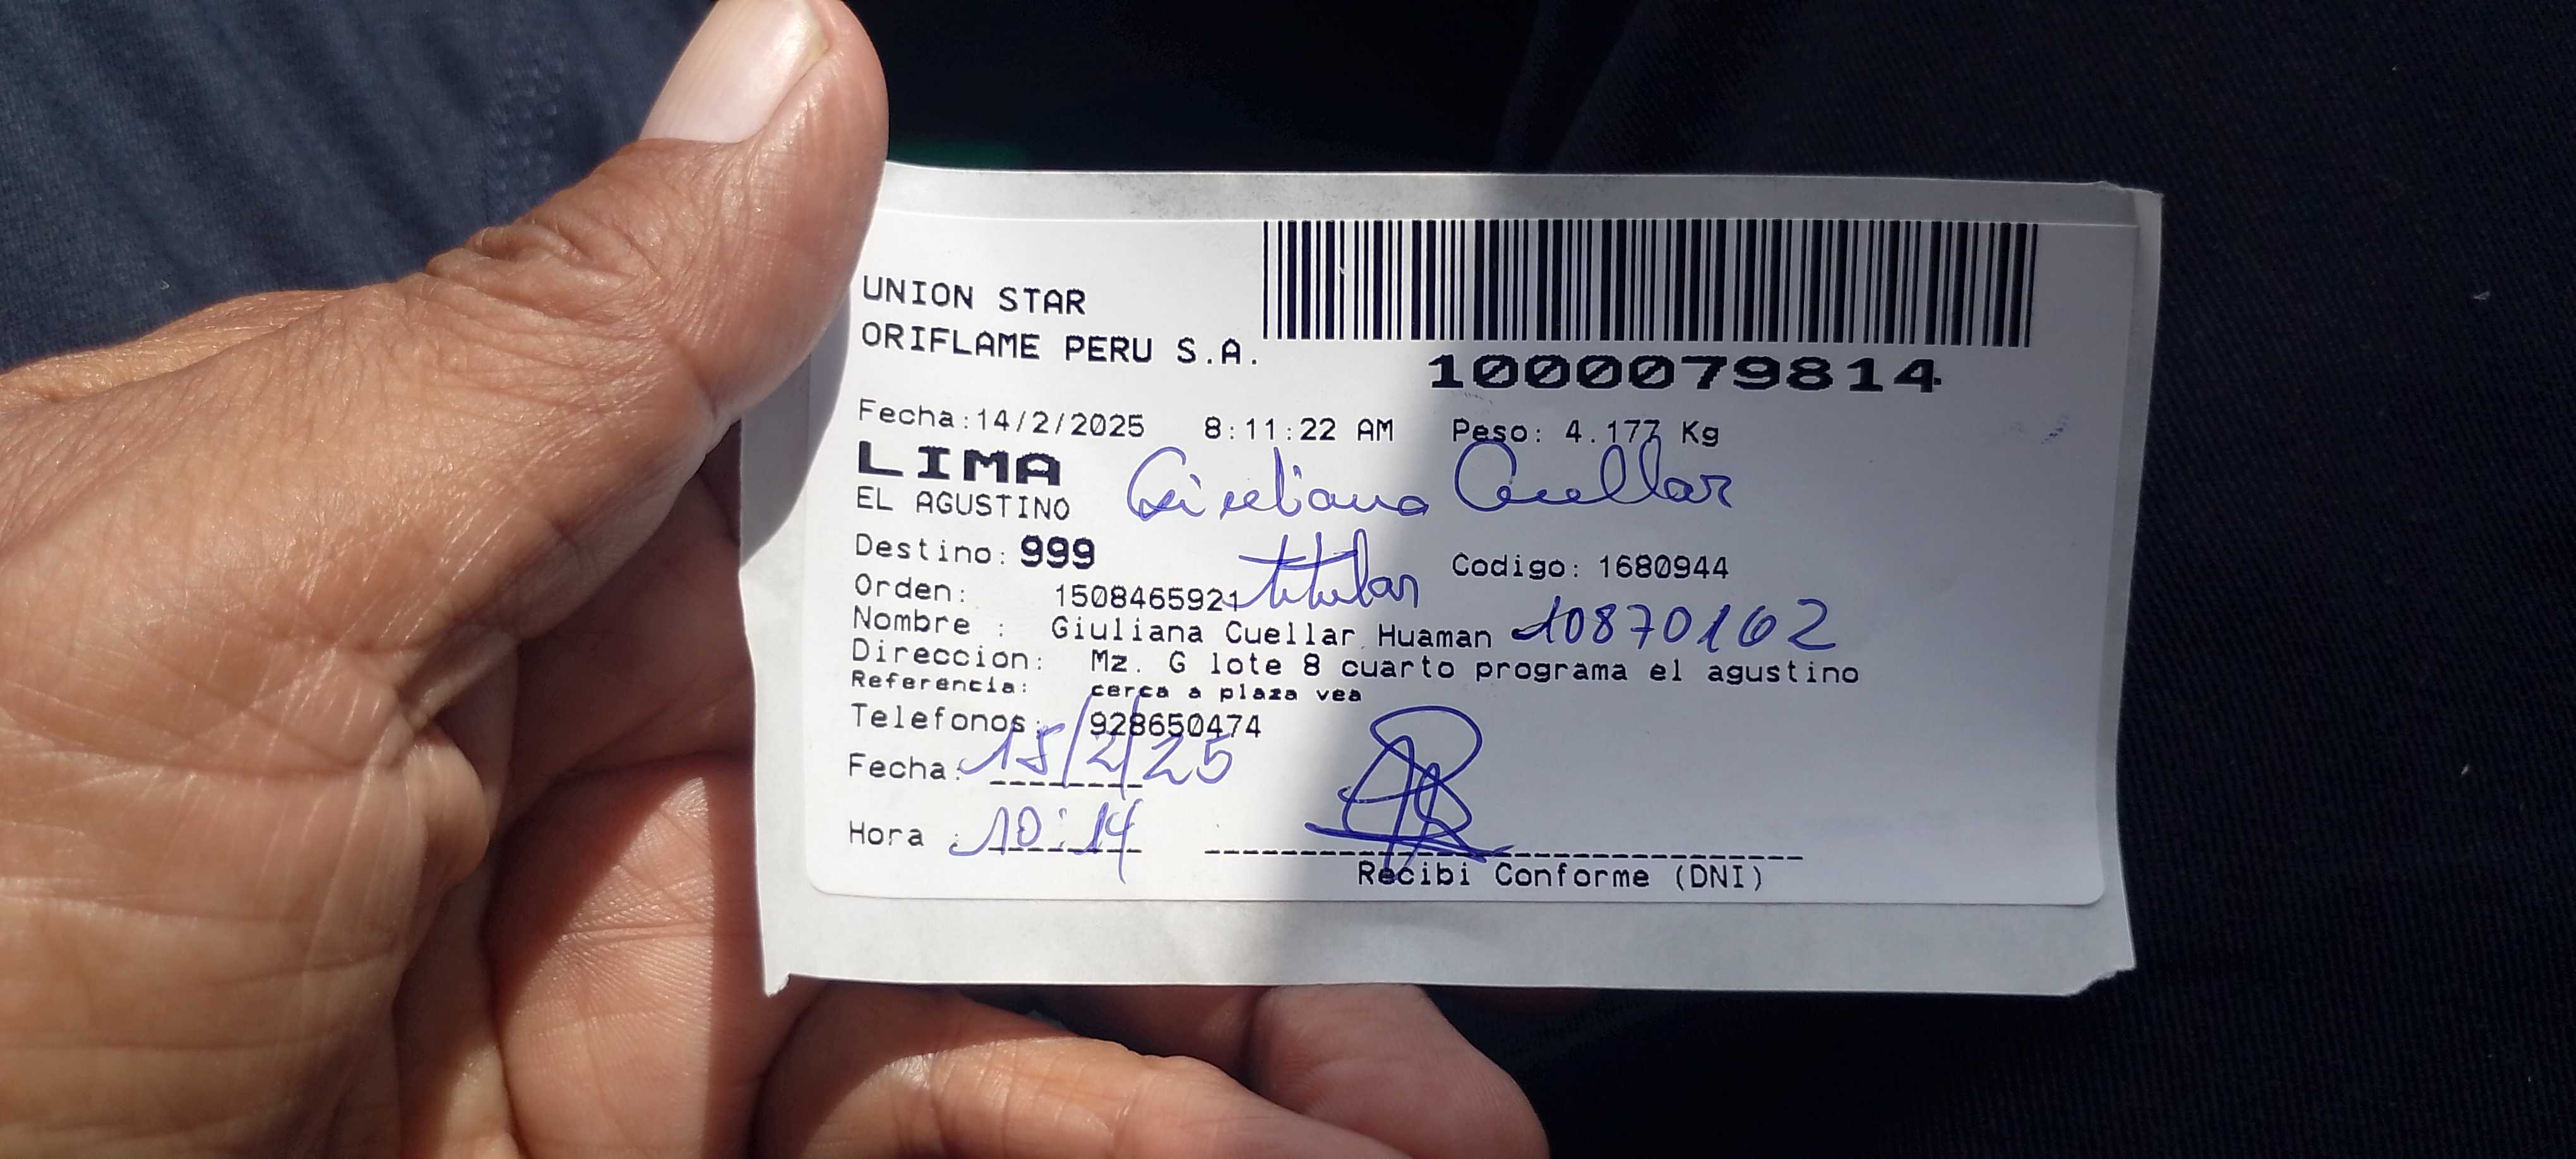 UNION STAR
ORIFLAME PERU S.A.
1000079814
Fecha:14/2/2025 8:11:22 AM Peso: 4.177 Kg
LIMA Giuliana Cuellar
EL AGUSTINO
Destino: 999 titular Codigo: 1680944
Orden: 1508465921
Nombre : Giuliana Cuellar Huaman 10870162
Direccion: Mz. G lote 8 cuarto programa el agustino
Referencia: cerca a plaza vea
Telefonos: 928650474
Fecha: 15/2/25
Hora : 10:14
Recibi Conforme (DNI)